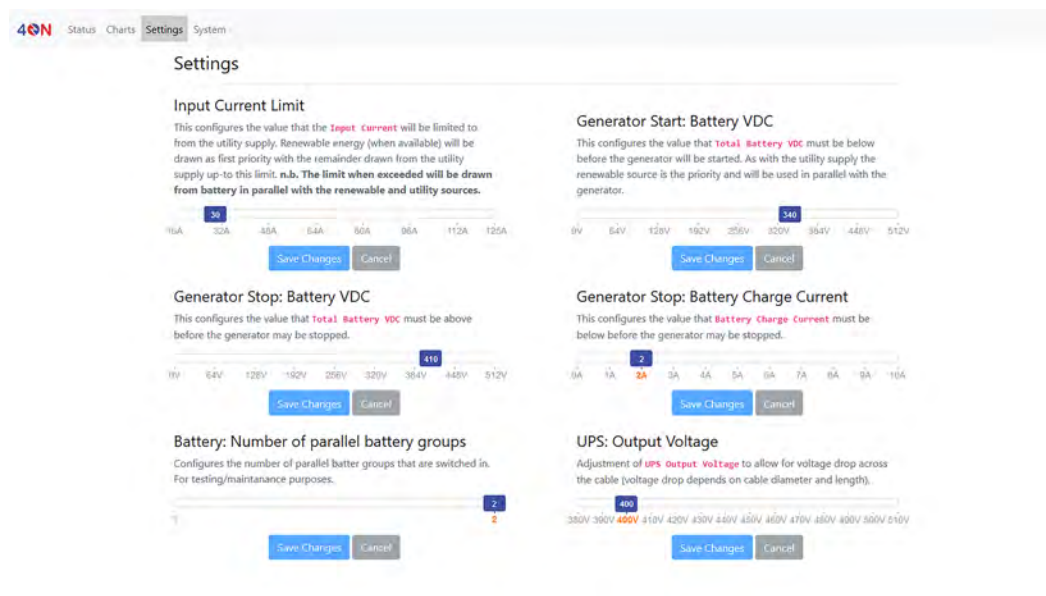 4ON Status Charts Settings System
Settings
Input Current Limit
This configures the value that the Input Current will be limited to
from the utility supply. Renewable energy (when available) will be
drawn as first priority with the remainder drawn from the utility
supply up-to this limit. n.b. The limit when exceeded will be drawn
from battery in parallel with the renewable and utility sources.
30
16A 32A 48A 64A 80A 96A 112A 125A
Save Changes Cancel
Generator Start: Battery VDC
This configures the value that Total Battery VDC must be below
before the generator will be started. As with the utility supply the
renewable source is the priority and will be used in parallel with the
generator.
340
0V 64V 128V 192V 256V 320V 384V 448V 512V
Save Changes Cancel
Generator Stop: Battery VDC
This configures the value that Total Battery VDC must be above
before the generator may be stopped.
410
0V 64V 128V 192V 256V 320V 384V 448V 512V
Save Changes Cancel
Generator Stop: Battery Charge Current
This configures the value that Battery Charge Current must be
below before the generator may be stopped.
2
0A 1A 2A 3A 4A 5A 6A 7A 8A 9A 10A
Save Changes Cancel
Battery: Number of parallel battery groups
Configures the number of parallel batter groups that are switched in.
For testing/maintanance purposes.
2
1 2
Save Changes Cancel
UPS: Output Voltage
Adjustment of UPS Output Voltage to allow for voltage drop across
the cable (voltage drop depends on cable diameter and length).
400
380V 390V 400V 410V 420V 430V 440V 450V 460V 470V 480V 490V 500V 510V
Save Changes Cancel